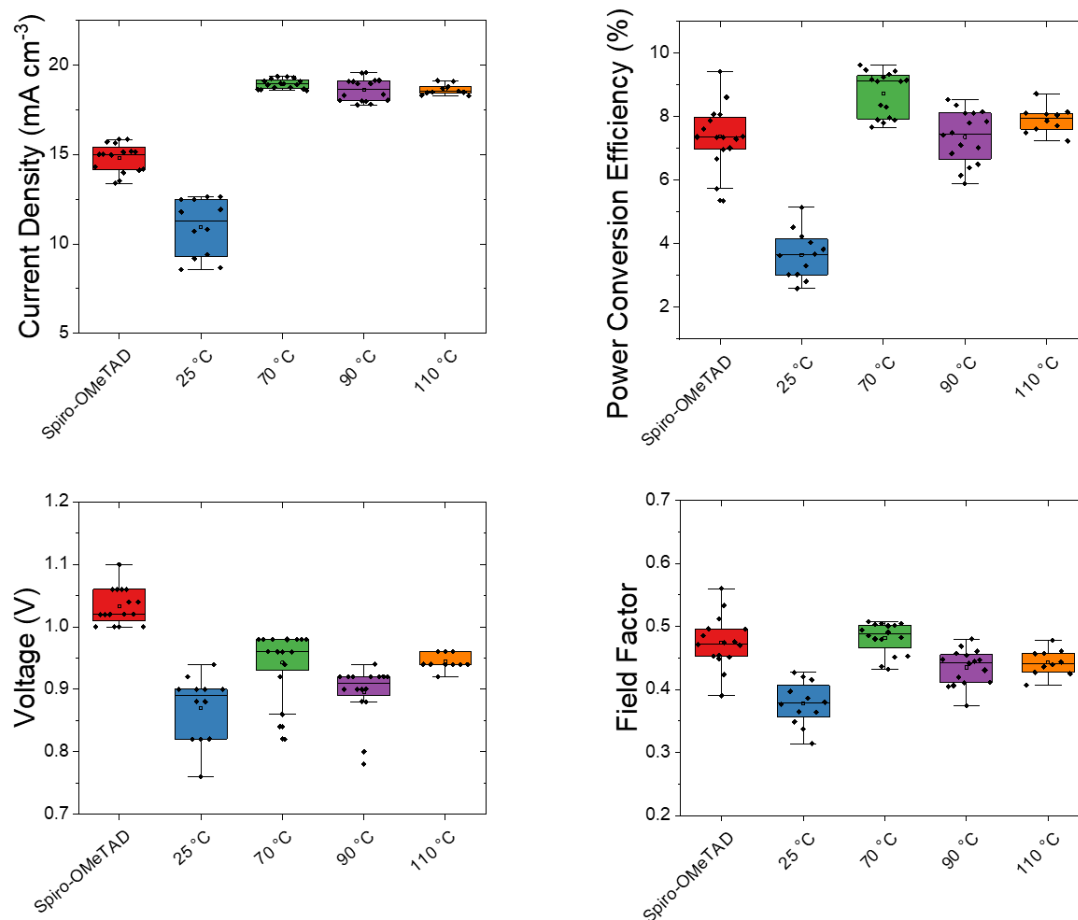 Current Density (mA cm⁻³)
20
15
10
5
Spiro-OMeTAD
25 °C
70 °C
90 °C
110 °C
Power Conversion Efficiency (%)
10
8
6
4
2
Spiro-OMeTAD
25 °C
70 °C
90 °C
110 °C
Voltage (V)
1.2
1.1
1.0
0.9
0.8
0.7
Spiro-OMeTAD
25 °C
70 °C
90 °C
110 °C
Field Factor
0.7
0.6
0.5
0.4
0.3
0.2
Spiro-OMeTAD
25 °C
70 °C
90 °C
110 °C